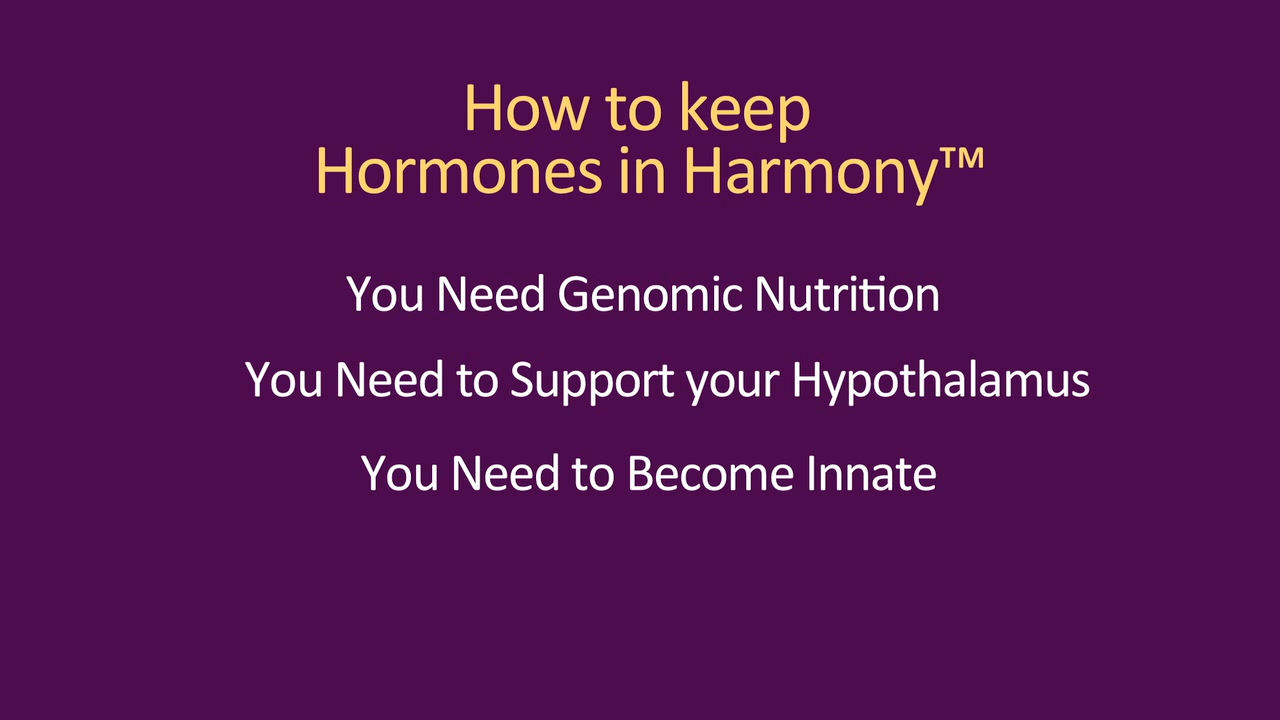 How to keep
Hormones in Harmony™
You Need Genomic Nutrition
You Need to Support your Hypothalamus
You Need to Become Innate